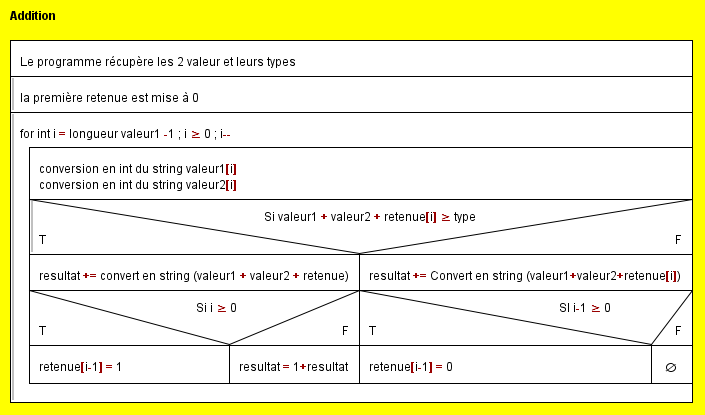 Addition
Le programme récupère les 2 valeur et leurs types
la première retenue est mise à 0
for int i = longueur valeur1 -1 ; i ≥ 0 ; i--
conversion en int du string valeur1[i]
conversion en int du string valeur2[i]
Si valeur1 + valeur2 + retenue[i] ≥ type
T
F
resultat += convert en string (valeur1 + valeur2 + retenue)
resultat += Convert en string (valeur1+valeur2+retenue[i])
Si i ≥ 0
T
F
SI i-1 ≥ 0
T
F
retenue[i-1] = 1
resultat = 1+resultat
retenue[i-1] = 0
∅